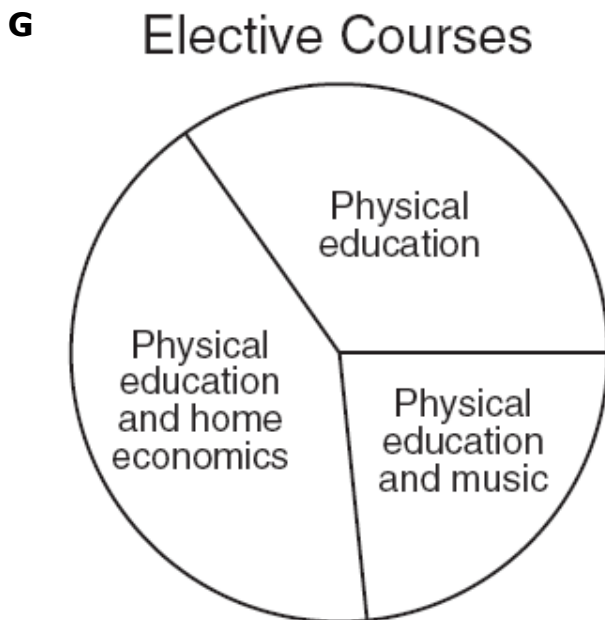 G
Elective Courses
Physical
education
Physical
education
and home
economics
Physical
education
and music